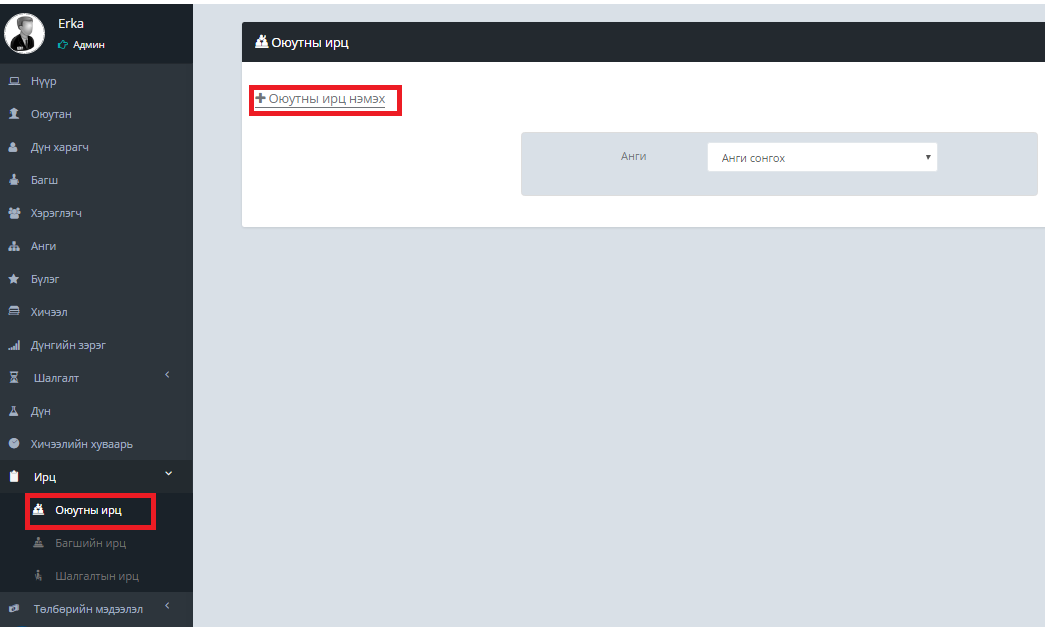 Erka
Админ
Нүүр
Оюутан
Дүн харагч
Багш
Хэрэглэгч
Анги
Бүлэг
Хичээл
Дүнгийн зэрэг
Шалгалт
Дүн
Хичээлийн хуваарь
Ирц
Оюутны ирц
Багшийн ирц
Шалгалтын ирц
Төлбөрийн мэдээлэл
Оюутны ирц
Оюутны ирц нэмэх
Анги Анги сонгох